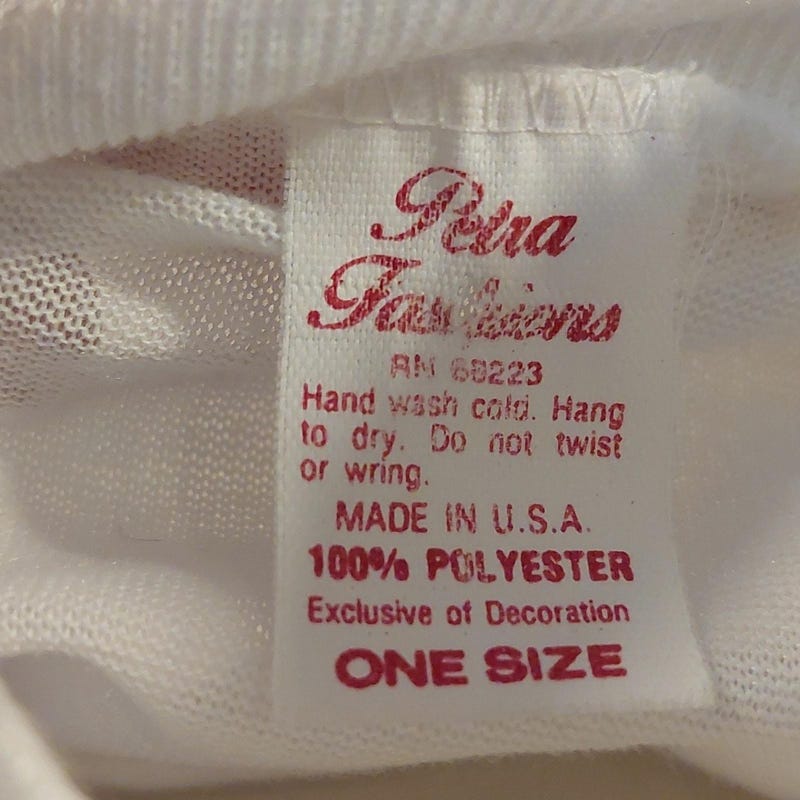 Petra
Fashions
RN 69223
Hand wash cold. Hang
to dry. Do not twist
or wring.
MADE IN U.S.A.
100% POLYESTER
Exclusive of Decoration
ONE SIZE